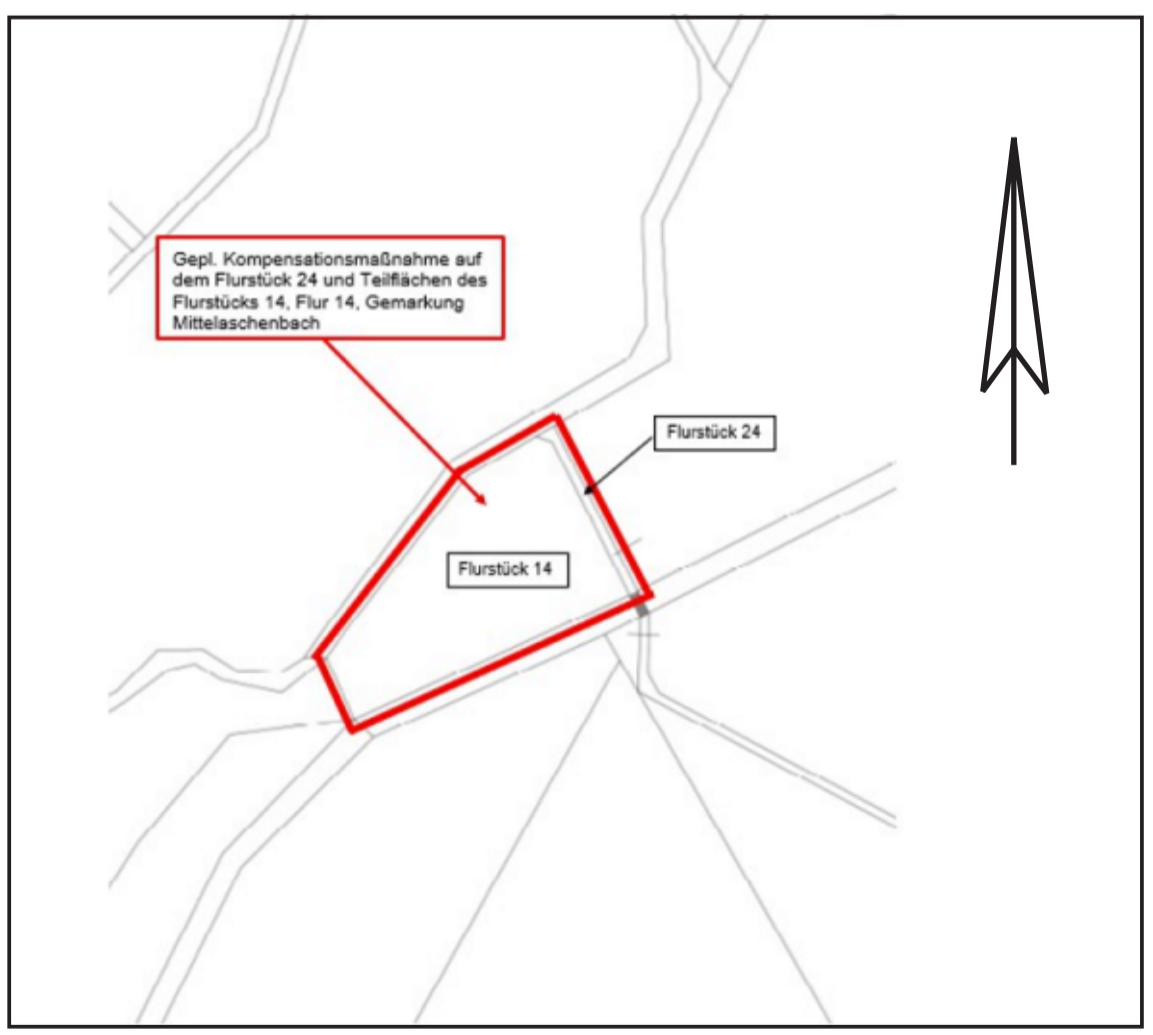 Gepl. Kompensationsmaßnahme auf
dem Flurstück 24 und Teilflächen des
Flurstücks 14, Flur 14, Gemarkung
Mittelaschenbach
Flurstück 24
Flurstück 14